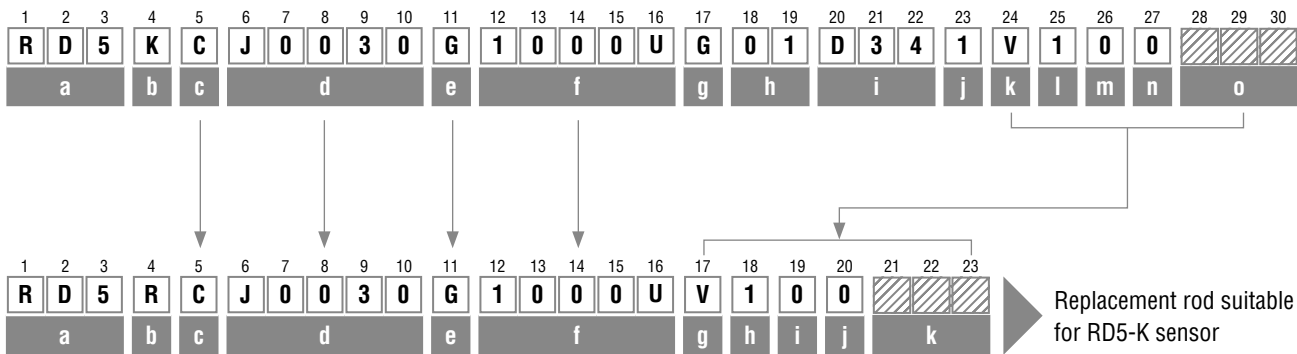 1 2 3 4 5 6 7 8 9 10 11 12 13 14 15 16 17 18 19 20 21 22 23 24 25 26 27 28 29 30
R D 5 K C J 0 0 3 0 G 1 0 0 0 U G 0 1 D 3 4 1 V 1 0 0
a b c d e f g h i j k l m n o
1 2 3 4 5 6 7 8 9 10 11 12 13 14 15 16 17 18 19 20 21 22 23
R D 5 R C J 0 0 3 0 G 1 0 0 0 U V 1 0 0
a b c d e f g h i j k
Replacement rod suitable
for RD5-K sensor